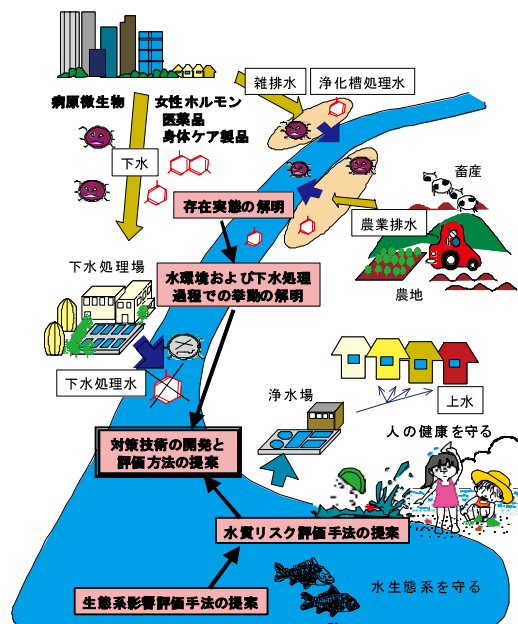 雑排水
浄化槽処理水
病原微生物
女性ホルモン
医薬品
身体ケア製品
下水
畜産
存在実態の解明
農業排水
下水処理場
水環境および下水処理
過程での挙動の解明
農地
下水処理水
浄水場
上水
人の健康を守る
対策技術の開発と
評価方法の提案
水質リスク評価手法の提案
水生態系を守る
生態系影響評価手法の提案